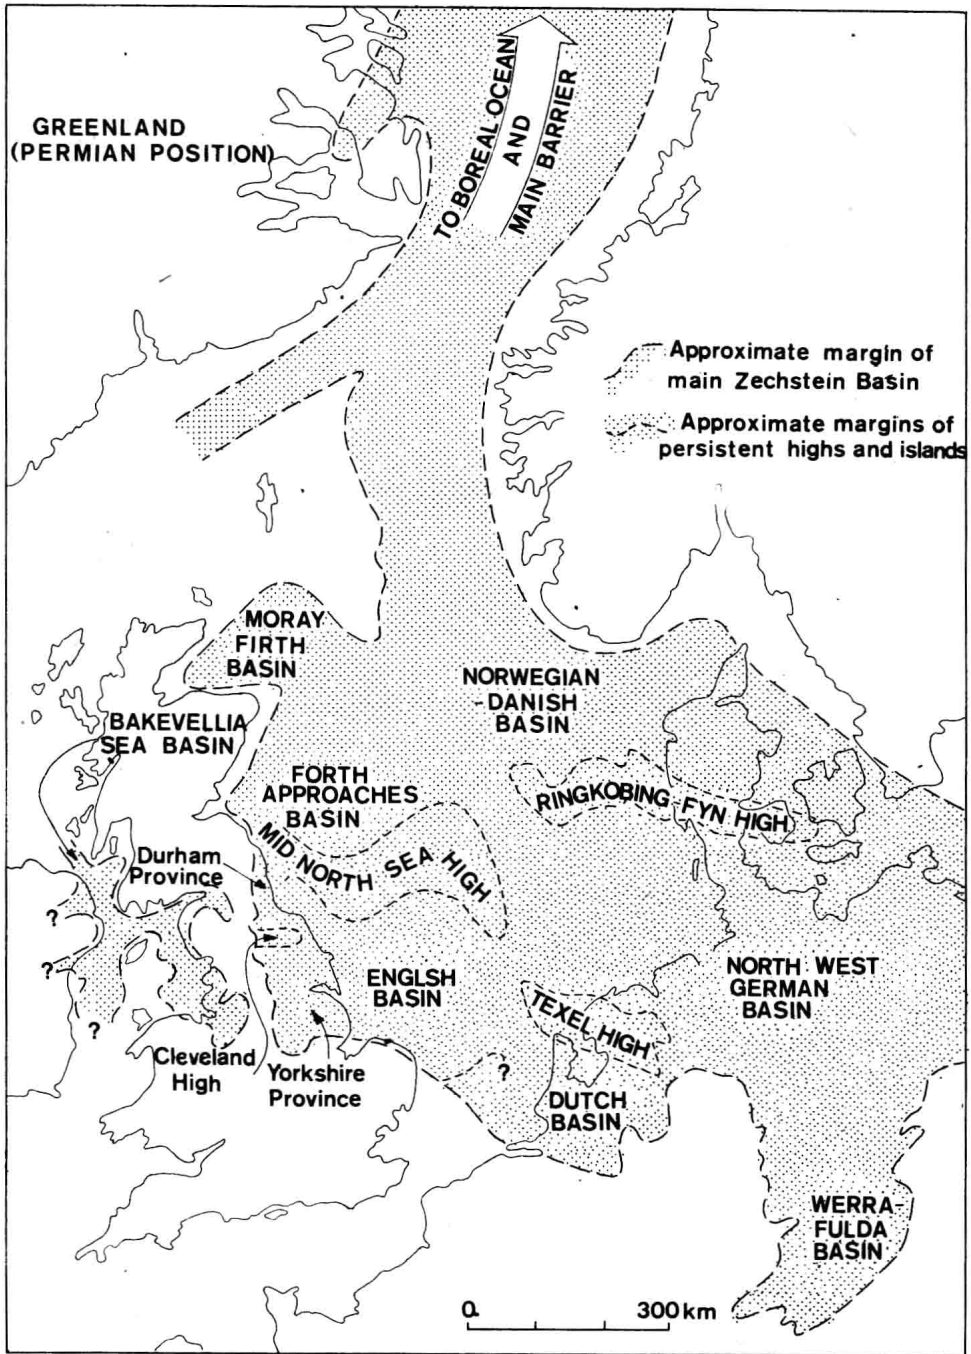 TO BOREAL OCEAN
AND
MAIN BARRIER
GREENLAND
(PERMIAN POSITION)
Approximate margin of
main Zechstein Basin
Approximate margins of
persistent highs and islands
MORAY
FIRTH
BASIN
NORWEGIAN
-DANISH
BASIN
BAKEVELLIA
SEA BASIN
FORTH
APPROACHES
BASIN
RINGKOBING-FYN HIGH
MID NORTH SEA HIGH
Durham
Province
?
?
?
ENGLSH
BASIN
NORTH WEST
GERMAN
BASIN
TEXEL HIGH
Cleveland
High
Yorkshire
Province
?
DUTCH
BASIN
WERRA-
FULDA
BASIN
0 300km